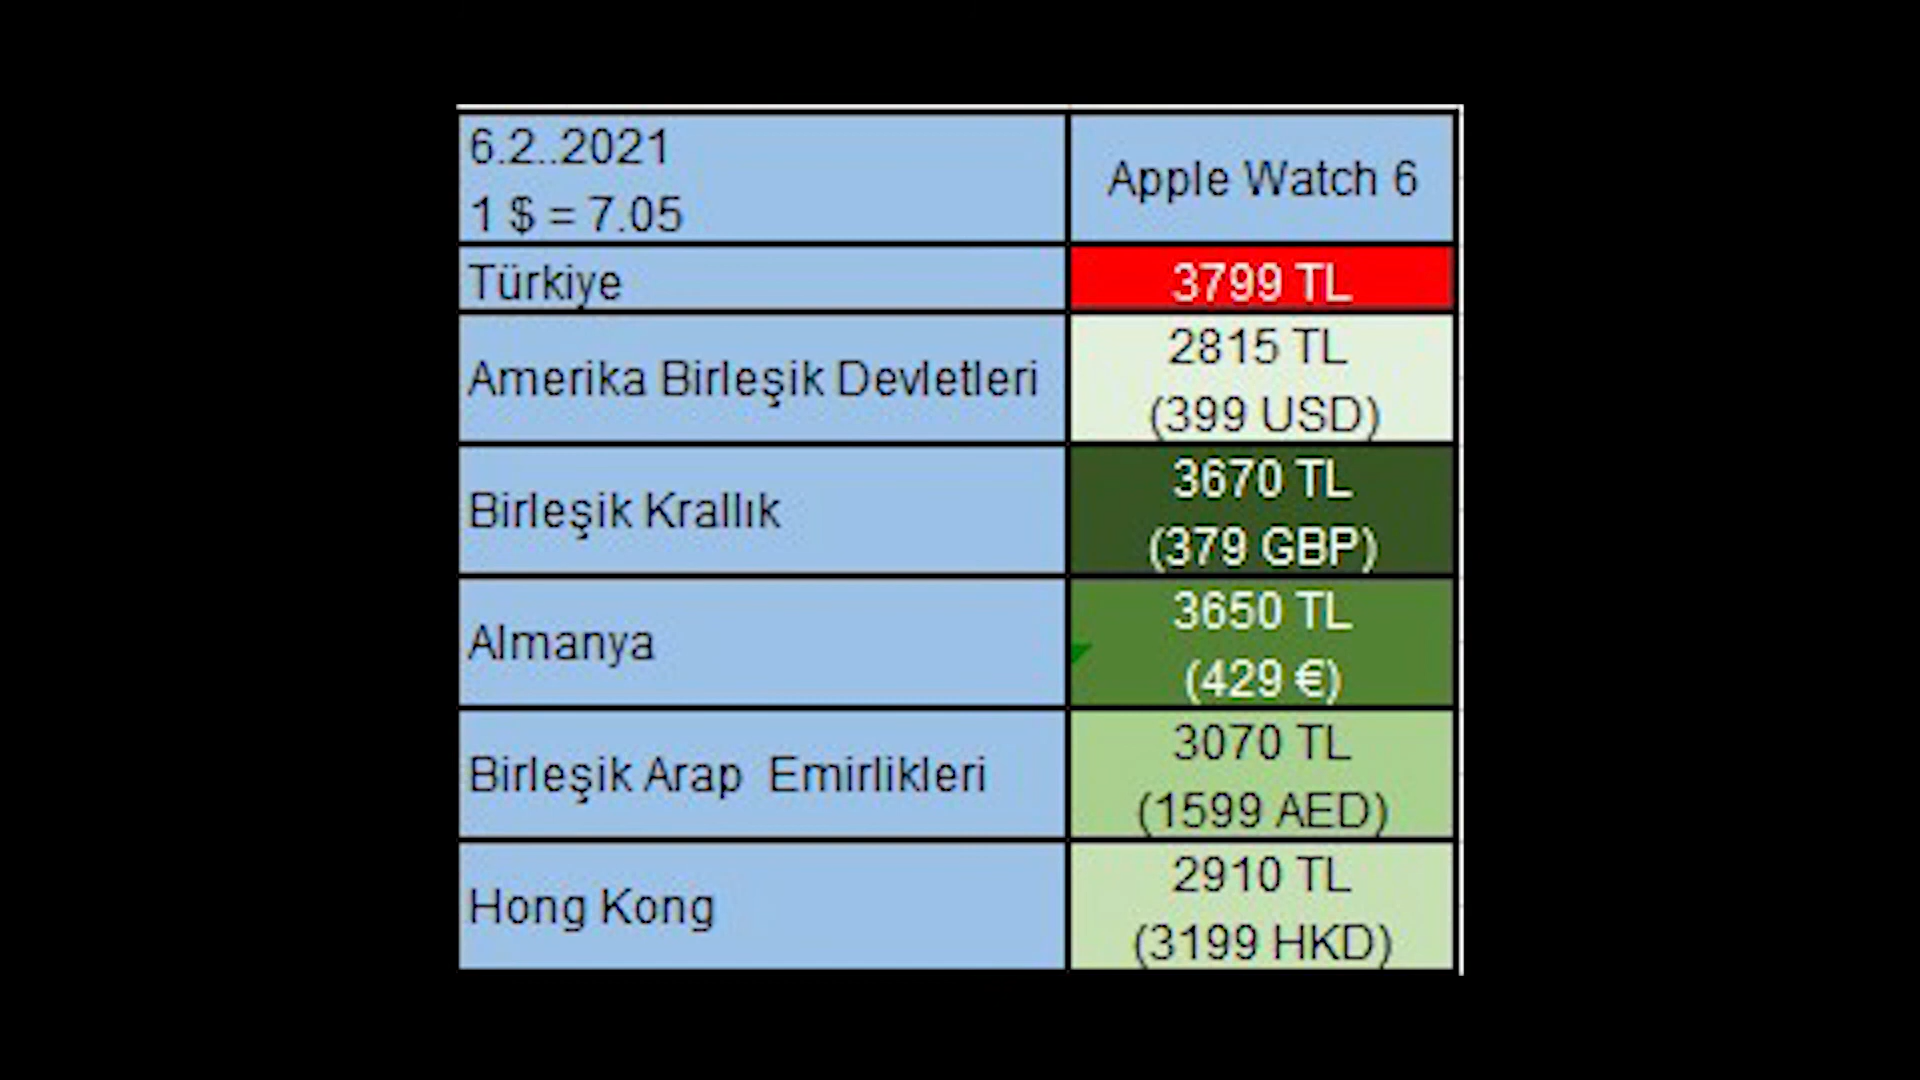 6.2..2021
1 $ = 7.05
Apple Watch 6
Türkiye
3799 TL
Amerika Birleşik Devletleri
2815 TL
(399 USD)
Birleşik Krallık
3670 TL
(379 GBP)
Almanya
3650 TL
(429 €)
Birleşik Arap  Emirlikleri
3070 TL
(1599 AED)
Hong Kong
2910 TL
(3199 HKD)